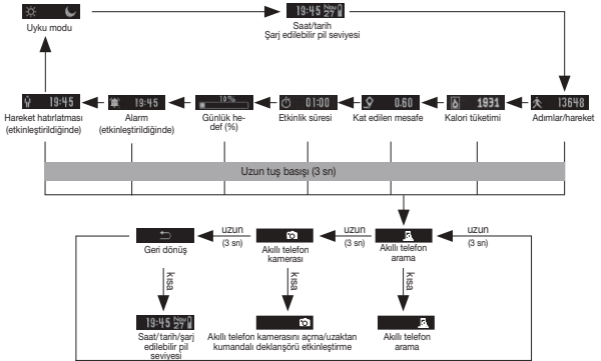 19:45 Nov 27
Uyku modu
Saat/tarih
Şarj edilebilir pil seviyesi
19:45
19:45
10%
01:00
0.60
1931
13648
Hareket hatırlatması
(etkinleştirildiğinde)
Alarm
(etkinleştirildiğinde)
Günlük he-
def (%)
Etkinlik süresi
Kat edilen mesafe
Kalori tüketimi
Adımlar/hareket
Uzun tuş basışı (3 sn)
uzun
(3 sn)
uzun
(3 sn)
uzun
(3 sn)
Geri dönüş
Akıllı telefon
kamerası
Akıllı telefon
arama
kısa
kısa
kısa
19:45 Nov 27
Saat/tarih/şarj
edilebilir pil
seviyesi
Akıllı telefon kamerasını açma/uzaktan
kumandalı deklanşörü etkinleştirme
Akıllı telefon
arama